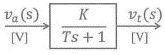 v_a(s)
[V]
K
Ts + 1
v_t(s)
[V]